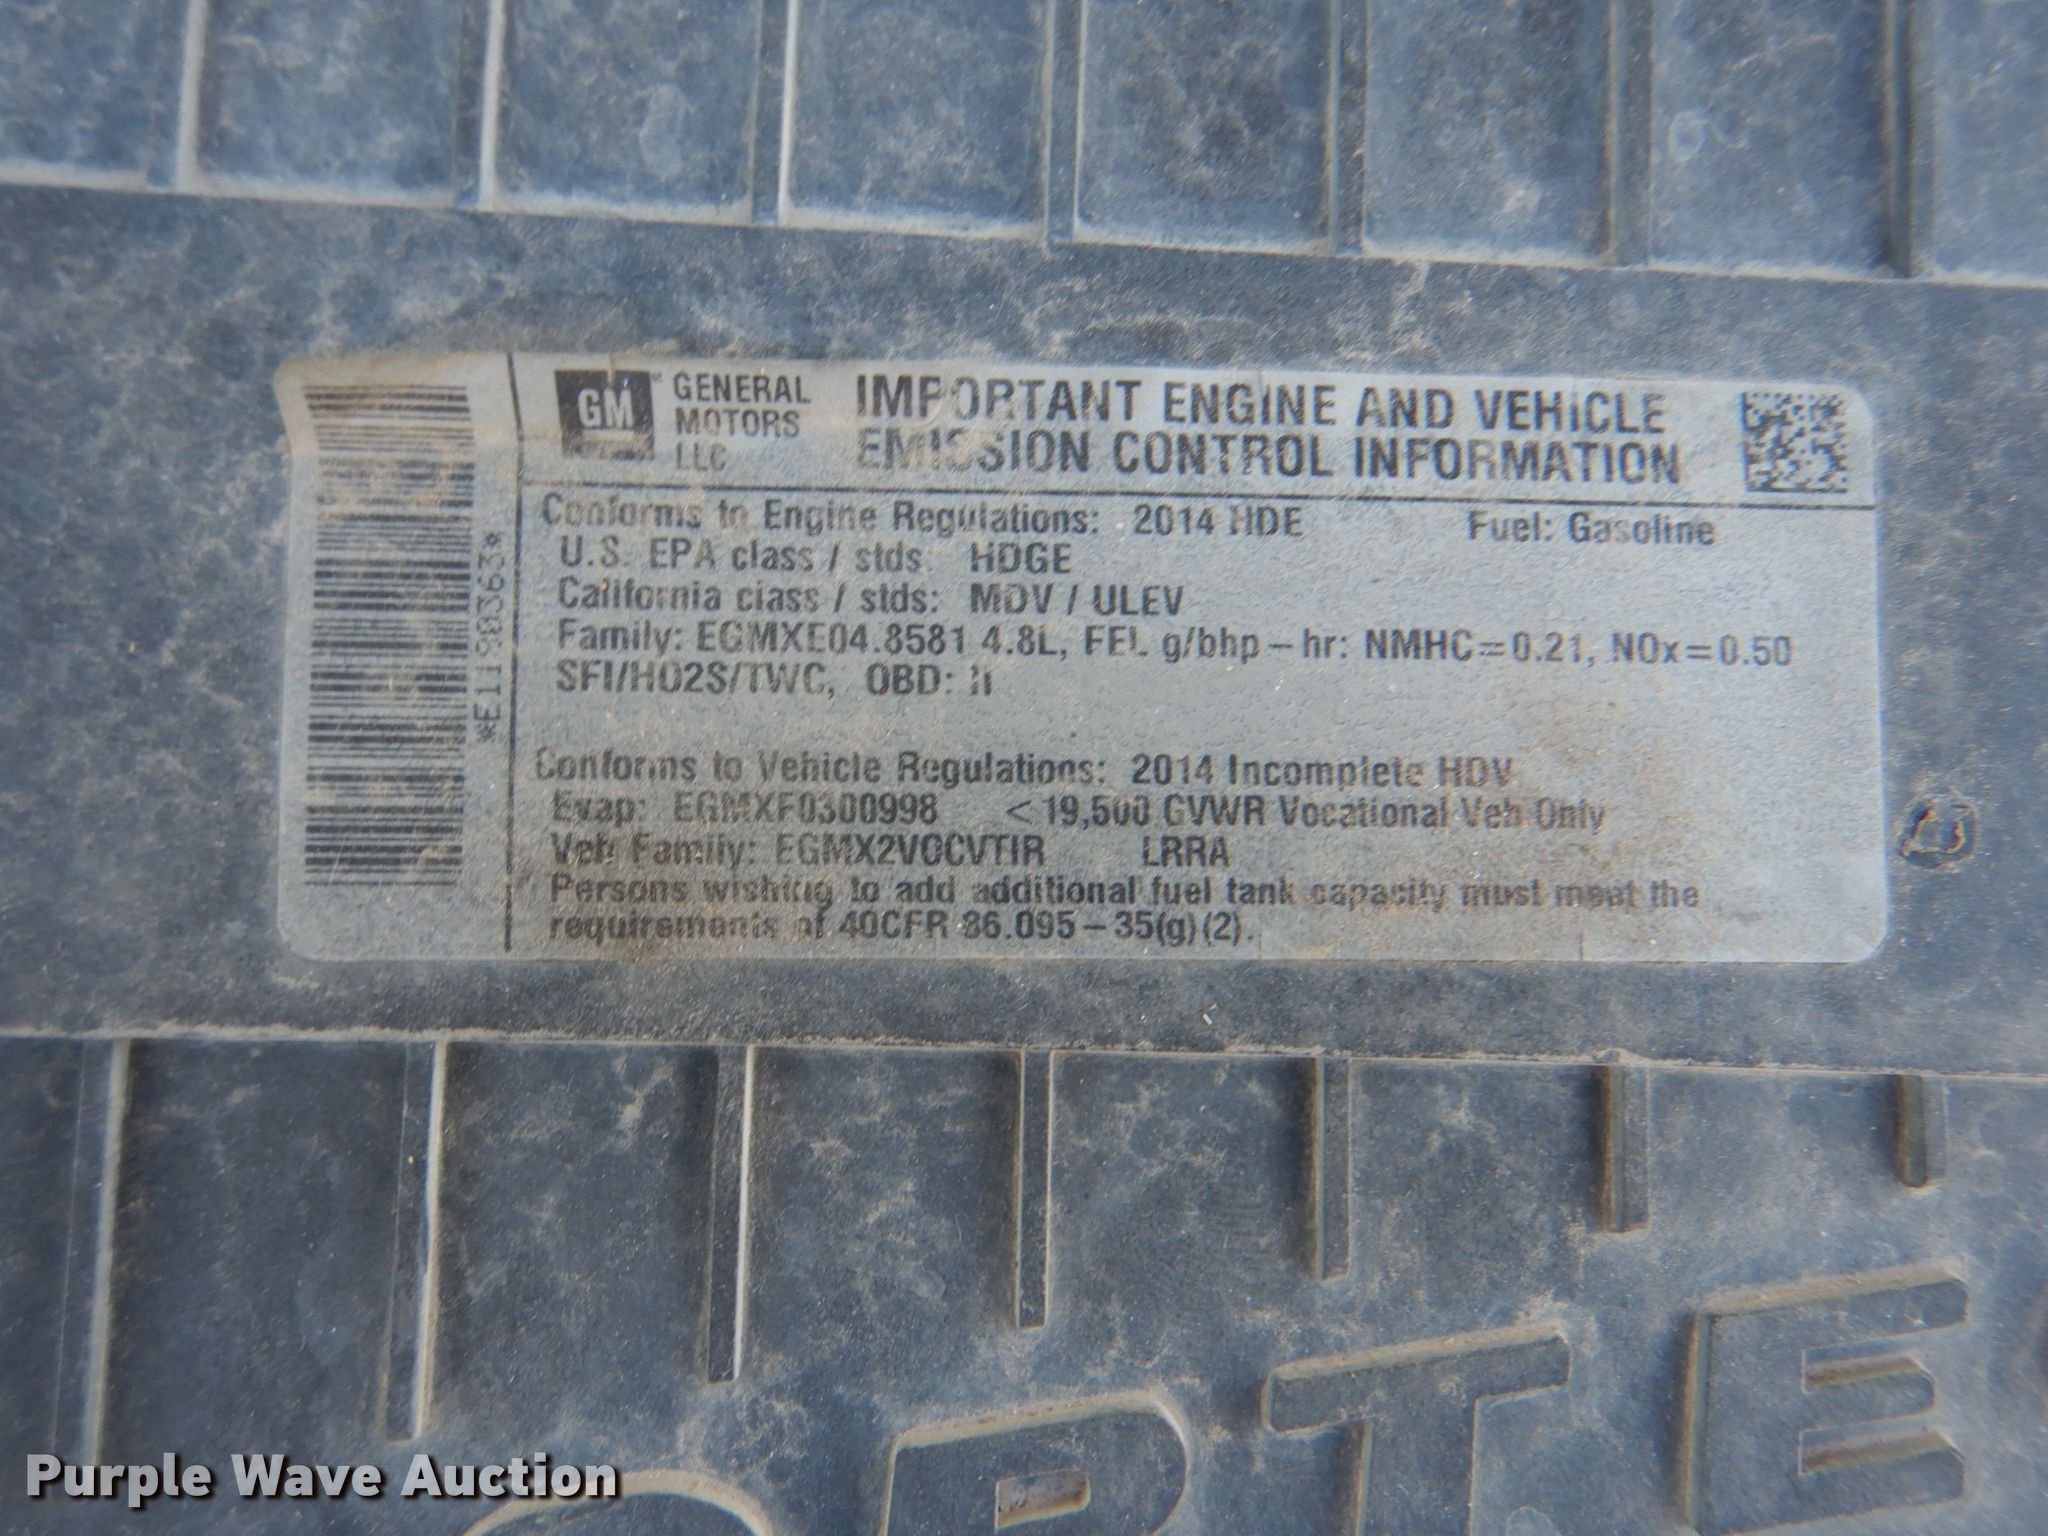 GM GENERAL MOTORS LLC
IMPORTANT ENGINE AND VEHICLE
EMISSION CONTROL INFORMATION
*E11980363*
Conforms to Engine Regulations: 2014 HDE Fuel: Gasoline
U.S. EPA class / stds. HDGE
California class / stds: MDV / ULEV
Family: EGMXE04.8581 4.8L, FEL g/bhp-hr: NMHC=0.21, NOx=0.50
SFI/HO2S/TWC, OBD: II
Conforms to Vehicle Regulations: 2014 Incomplete HDV
Evap: EGMXF0300998 <19,500 GVWR Vocational Veh Only
Veh Family: EGMX2VOCVTIR LRRA
Persons wishing to add additional fuel tank capacity must meet the
requirements of 40CFR 86.095-35(g)(2).
RTE
Purple Wave Auction